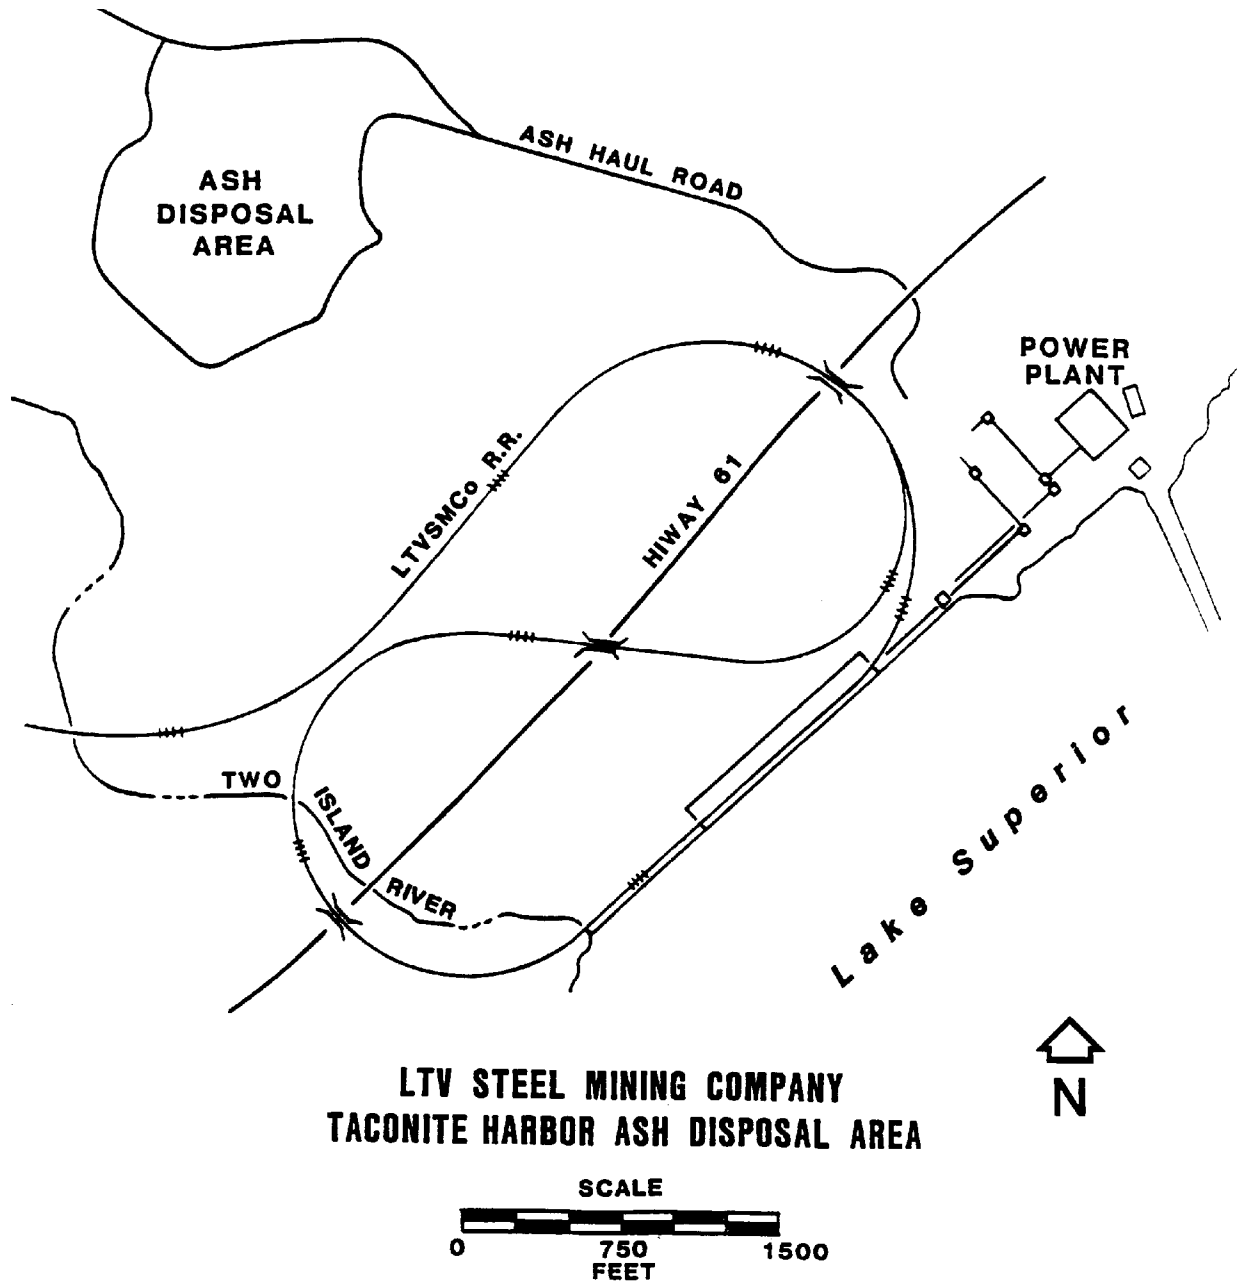 ASH HAUL ROAD
ASH
DISPOSAL
AREA
POWER
PLANT
LTVSMCo R.R.
HIWAY 61
TWO
ISLAND
RIVER
Lake Superior
N
LTV STEEL MINING COMPANY
TACONITE HARBOR ASH DISPOSAL AREA
SCALE
0 750 1500
FEET